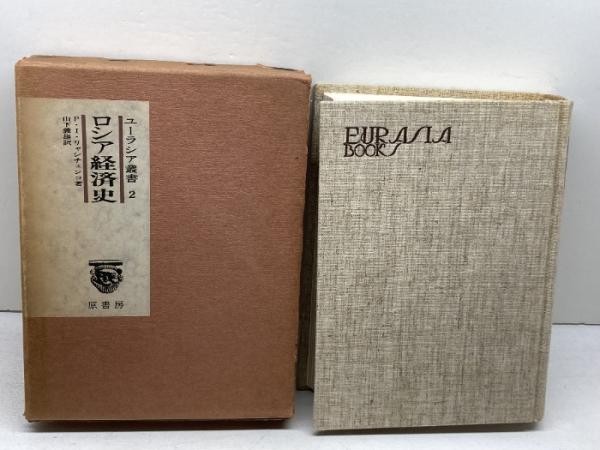 ユーラシア叢書 2
ロシア経済史
P・I・リャシチェンコ著
山下義雄訳
原書房
EURASIA
BOOKS